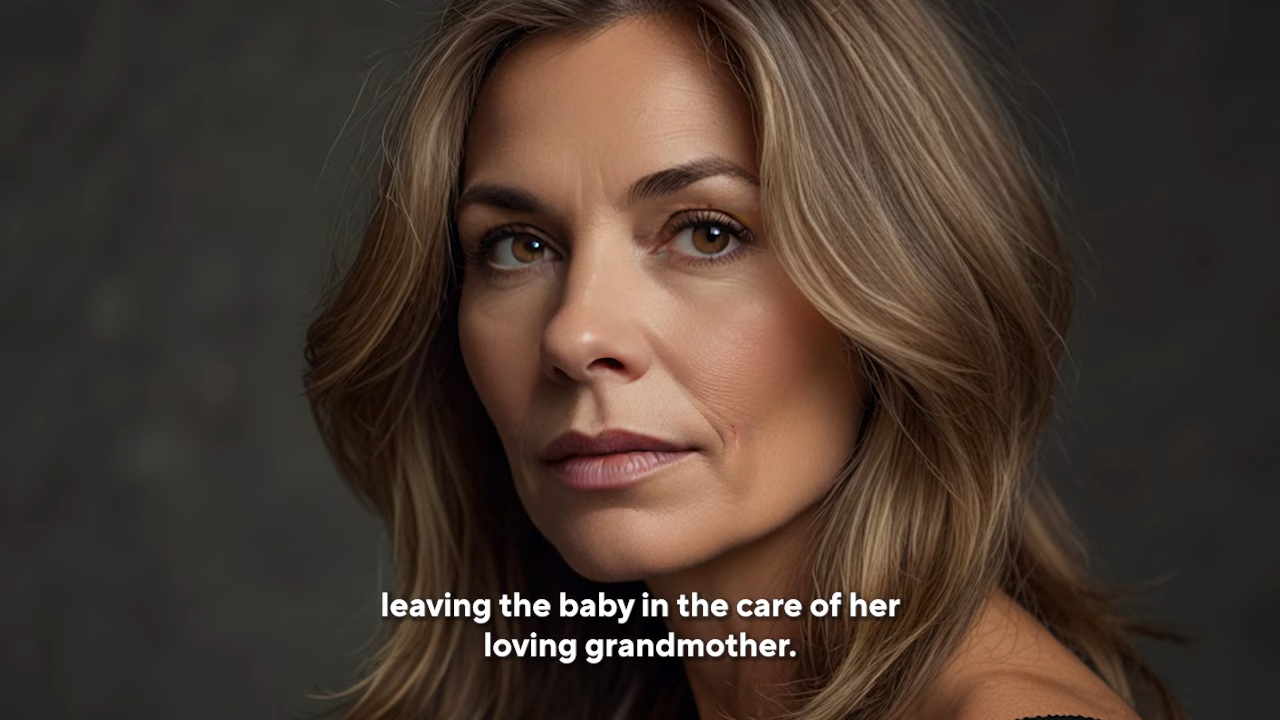 leaving the baby in the care of her
loving grandmother.